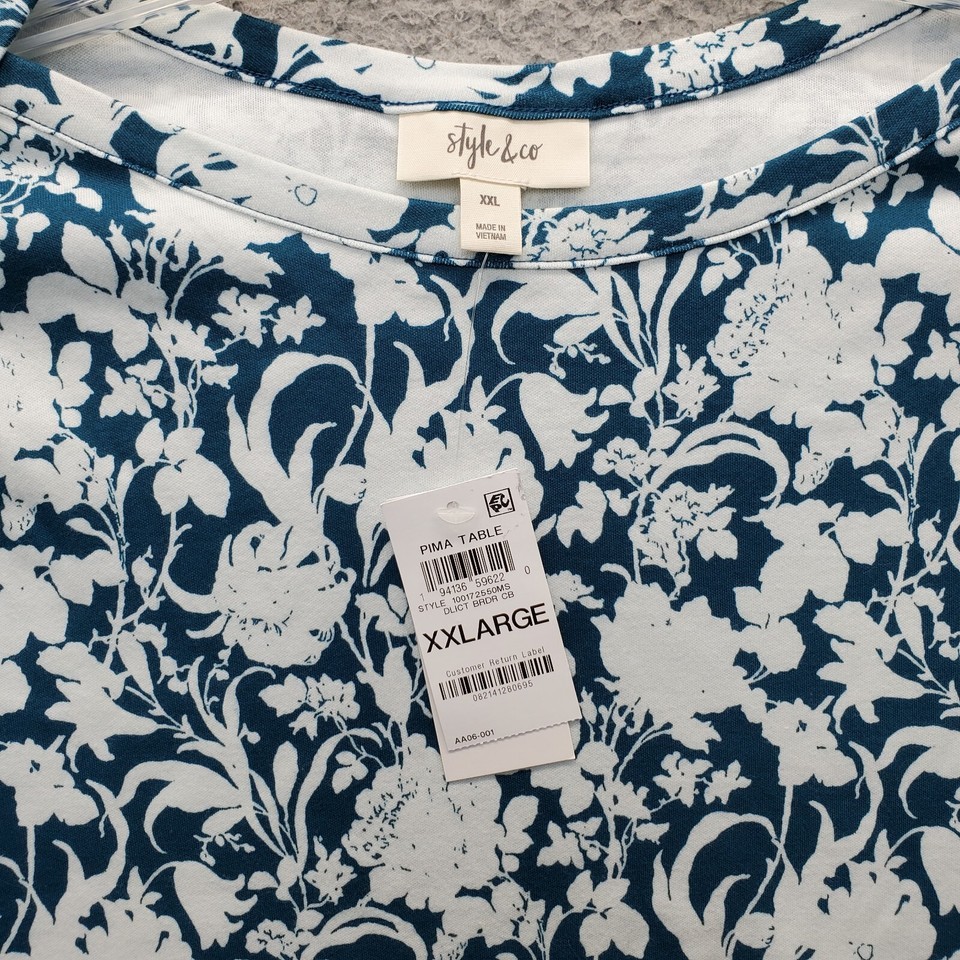 style & co
XXL
MADE IN
VIETNAM
EPC
PIMA TABLE
1 94136 59622 0
STYLE 100172550MS
DLICT BRDR CB
XXLARGE
Customer Return Label
082141280695
AA06-001